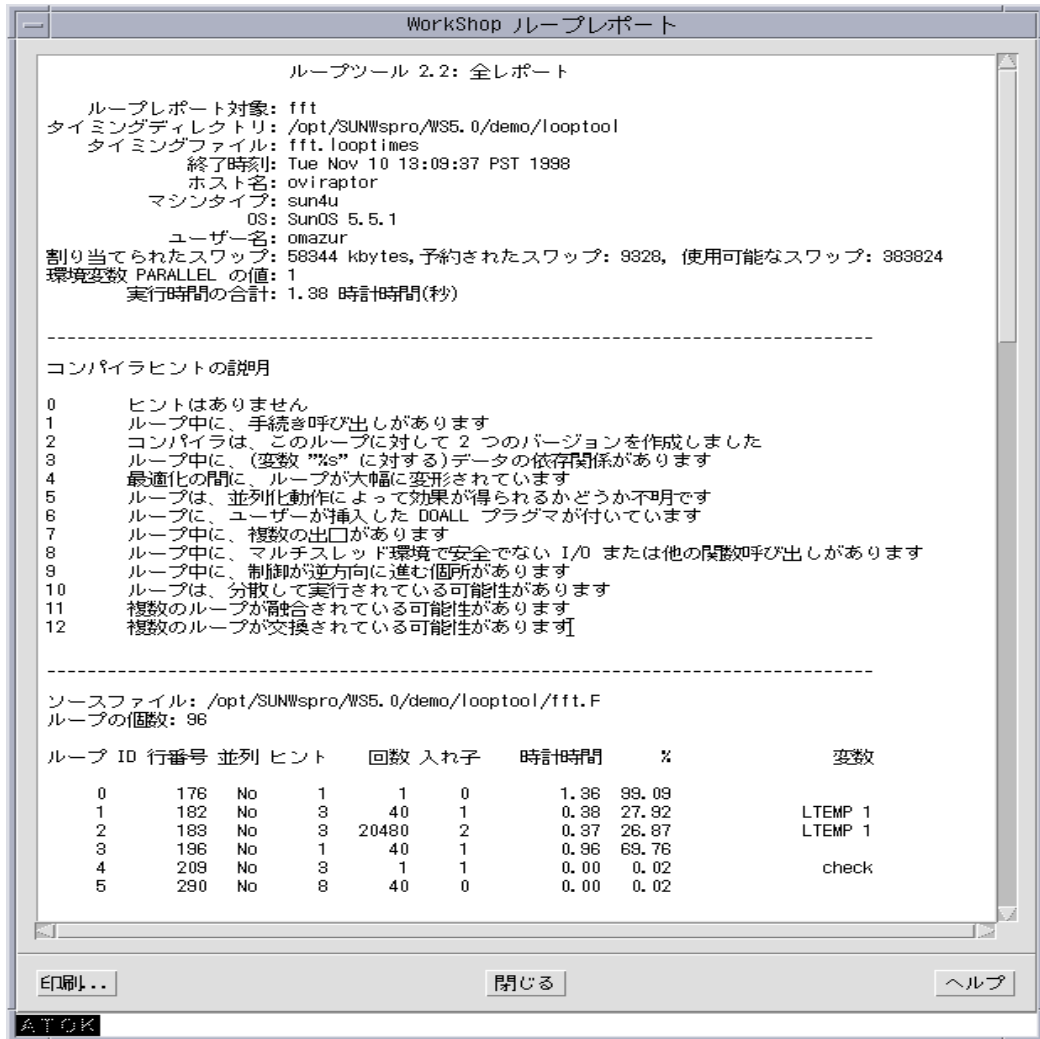 WorkShop ループレポート
ループツール 2.2: 全レポート
ループレポート対象: fft
タイミングディレクトリ: /opt/SUNWspro/WS5.0/demo/looptool
タイミングファイル: fft.looptimes
終了時刻: Tue Nov 10 13:09:37 PST 1998
ホスト名: oviraptor
マシンタイプ: sun4u
OS: SunOS 5.5.1
ユーザー名: omazur
割り当てられたスワップ: 58344 kbytes,予約されたスワップ: 9328, 使用可能なスワップ: 383824
環境変数 PARALLEL の値: 1
実行時間の合計: 1.38 時計時間(秒)
--------------------------------------------------------------------------------
コンパイラヒントの説明
0 ヒントはありません
1 ループ中に、手続き呼び出しがあります
2 コンパイラは、このループに対して 2 つのバージョンを作成しました
3 ループ中に、(変数 "%s" に対する)データの依存関係があります
4 最適化の間に、ループが大幅に変形されています
5 ループは、並列化動作によって効果が得られるかどうか不明です
6 ループに、ユーザーが挿入した DOALL プラグマが付いています
7 ループ中に、複数の出口があります
8 ループ中に、マルチスレッド環境で安全でない I/O または他の関数呼び出しがあります
9 ループ中に、制御が逆方向に進む個所があります
10 ループは、分散して実行されている可能性があります
11 複数のループが融合されている可能性があります
12 複数のループが交換されている可能性があります
--------------------------------------------------------------------------------
ソースファイル: /opt/SUNWspro/WS5.0/demo/looptool/fft.F
ループの個数: 96
ループ ID 行番号 並列 ヒント 回数 入れ子 時計時間 % 変数
0 176 No 1 1 0 1.36 99.09
1 182 No 3 40 1 0.38 27.92 LTEMP 1
2 183 No 3 20480 2 0.37 26.87 LTEMP 1
3 196 No 1 40 1 0.96 69.76
4 209 No 3 1 1 0.00 0.02 check
5 290 No 8 40 0 0.00 0.02
印刷... 閉じる ヘルプ
ATOK